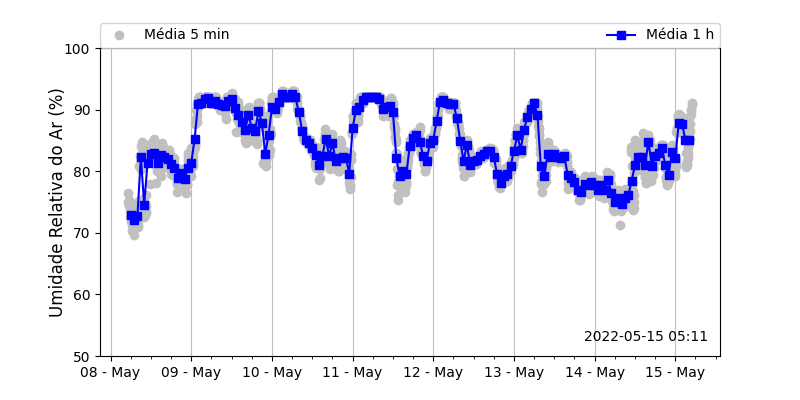 Média 5 min
Média 1 h
Umidade Relativa do Ar (%)
100
90
80
70
60
50
2022-05-15 05:11
08 - May
09 - May
10 - May
11 - May
12 - May
13 - May
14 - May
15 - May